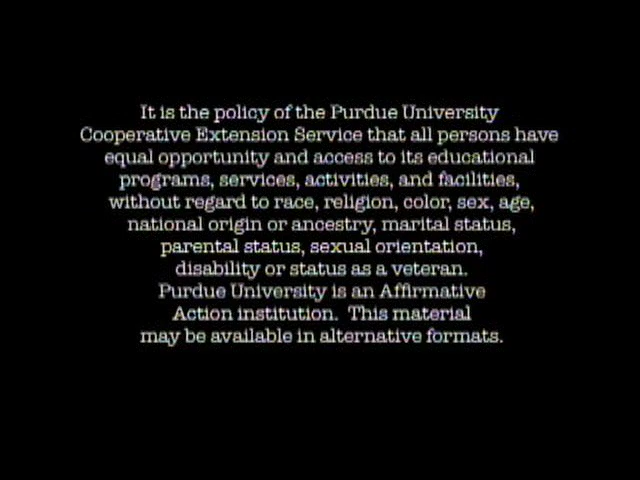 It is the policy of the Purdue University
Cooperative Extension Service that all persons have
equal opportunity and access to its educational
programs, services, activities, and facilities,
without regard to race, religion, color, sex, age,
national origin or ancestry, marital status,
parental status, sexual orientation,
disability or status as a veteran.
Purdue University is an Affirmative
Action institution.  This material
may be available in alternative formats.